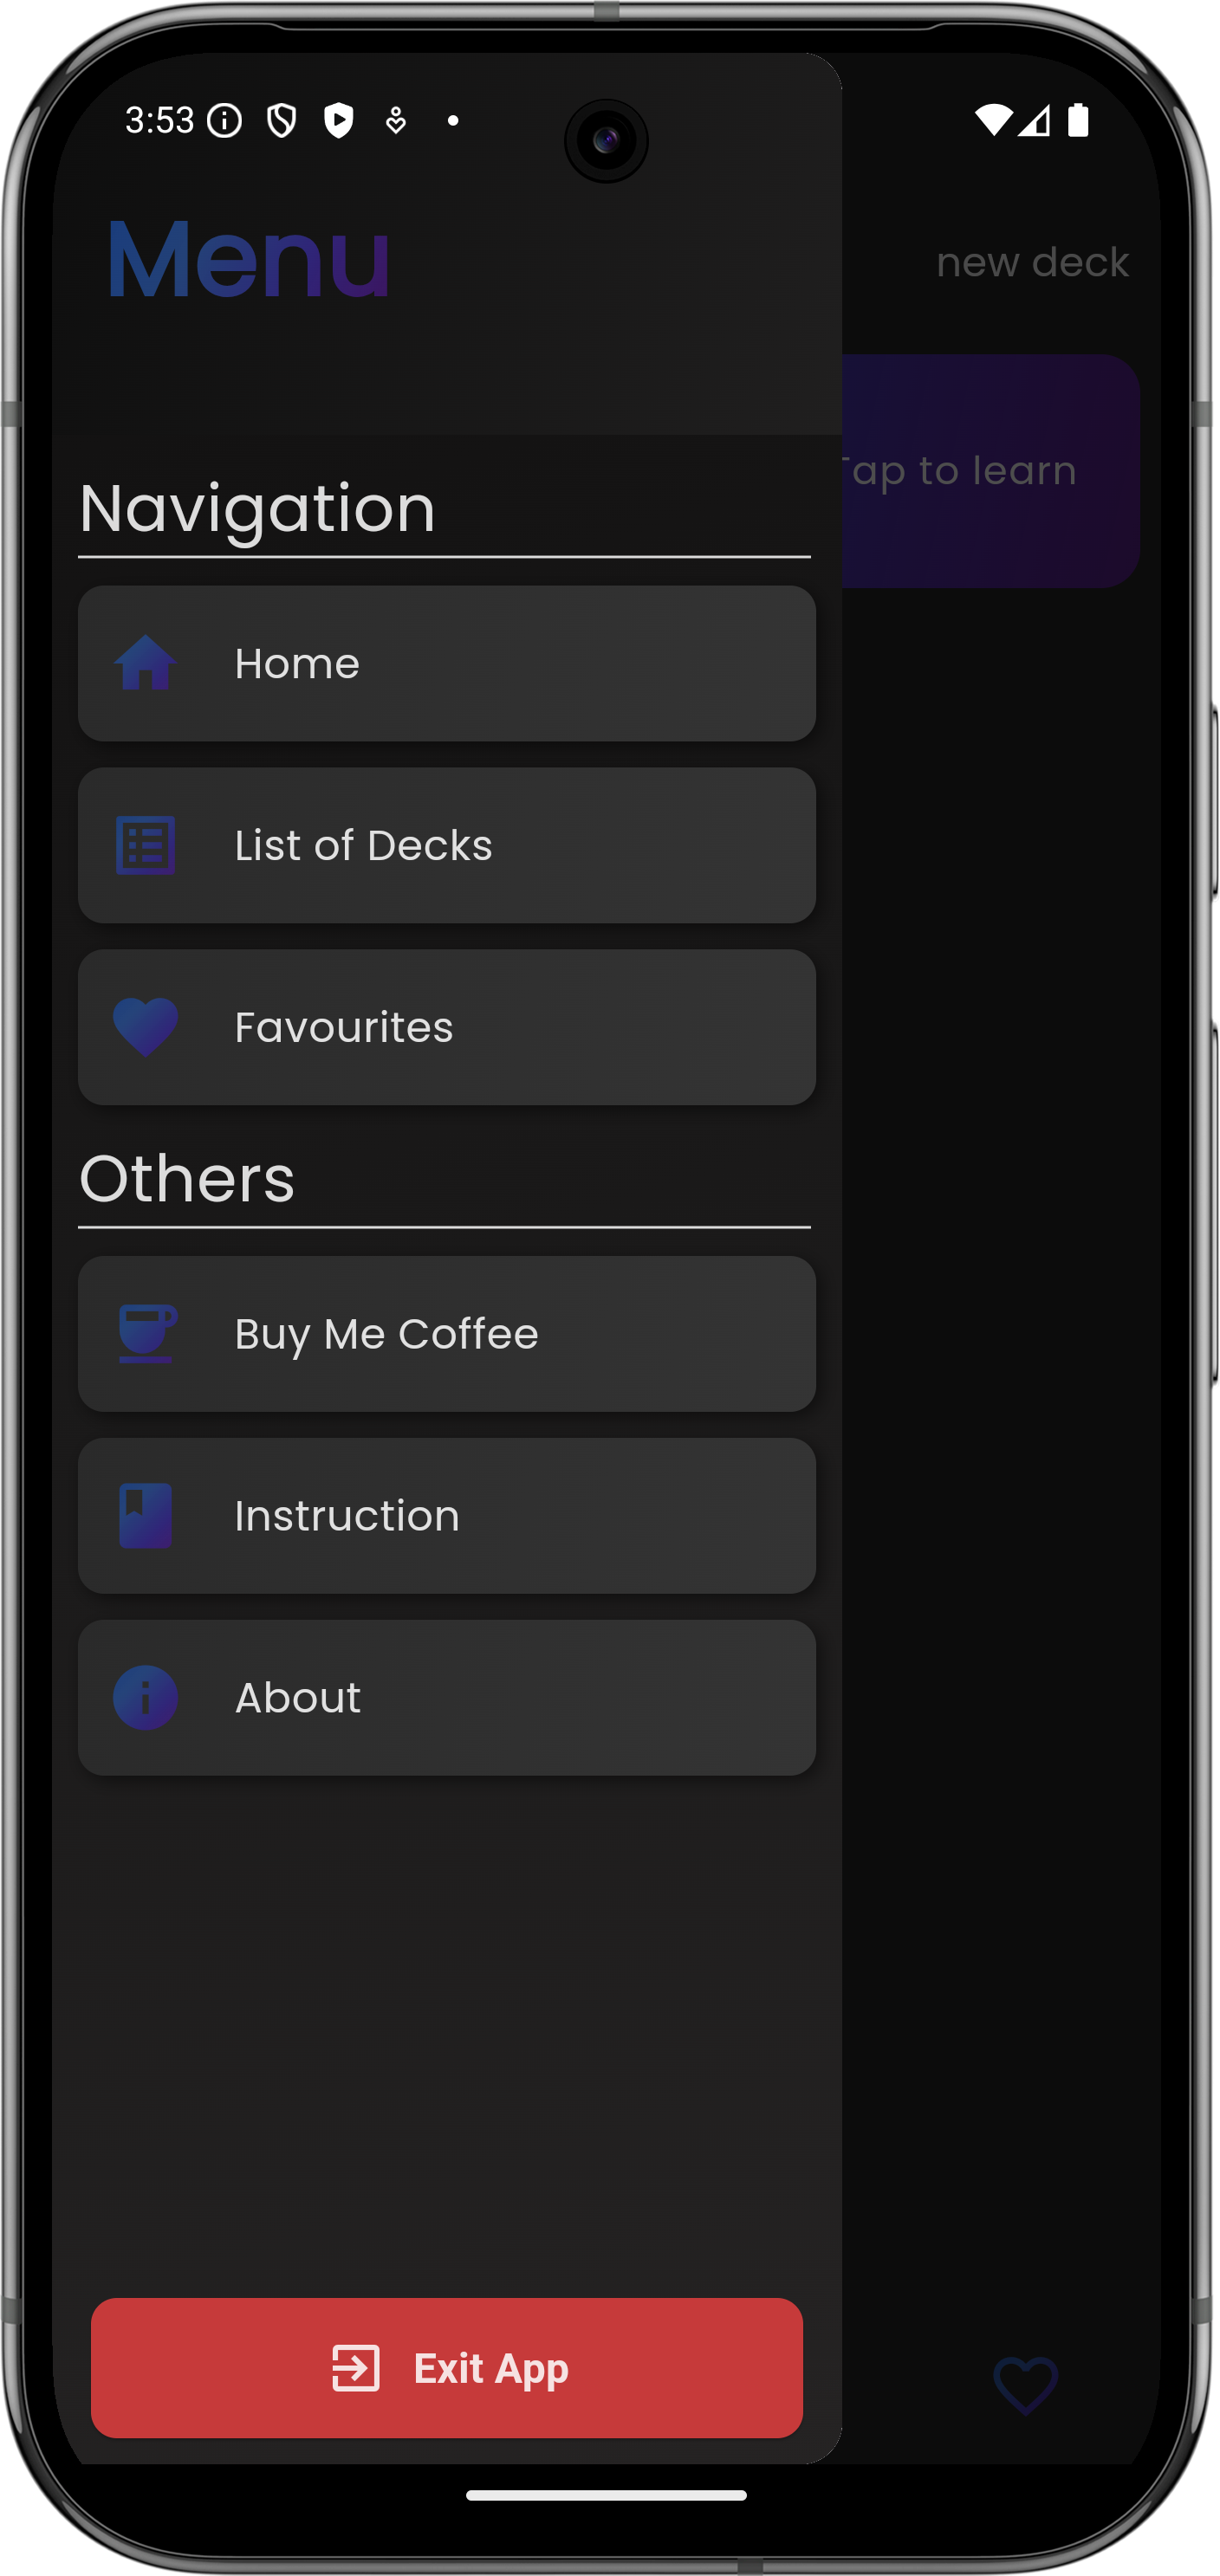 3:53
Menu
new deck
Tap to learn
Navigation
Home
List of Decks
Favourites
Others
Buy Me Coffee
Instruction
About
Exit App